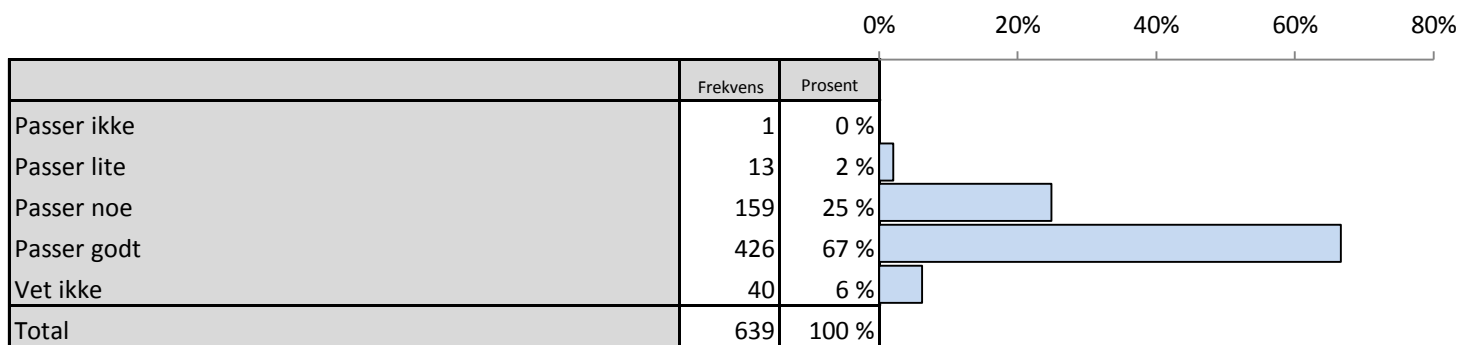 0% 20% 40% 60% 80%
Frekvens Prosent
Passer ikke 1 0 %
Passer lite 13 2 %
Passer noe 159 25 %
Passer godt 426 67 %
Vet ikke 40 6 %
Total 639 100 %